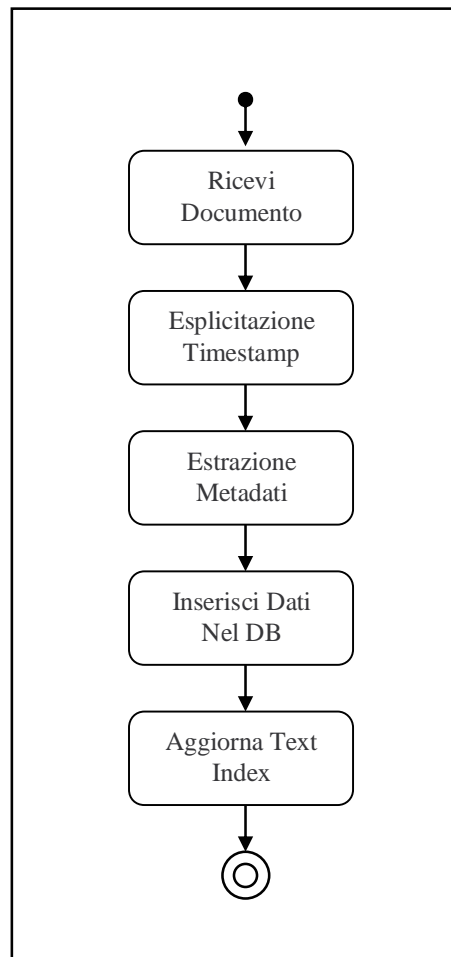 Ricevi
Documento
Esplicitazione
Timestamp
Estrazione
Metadati
Inserisci Dati
Nel DB
Aggiorna Text
Index